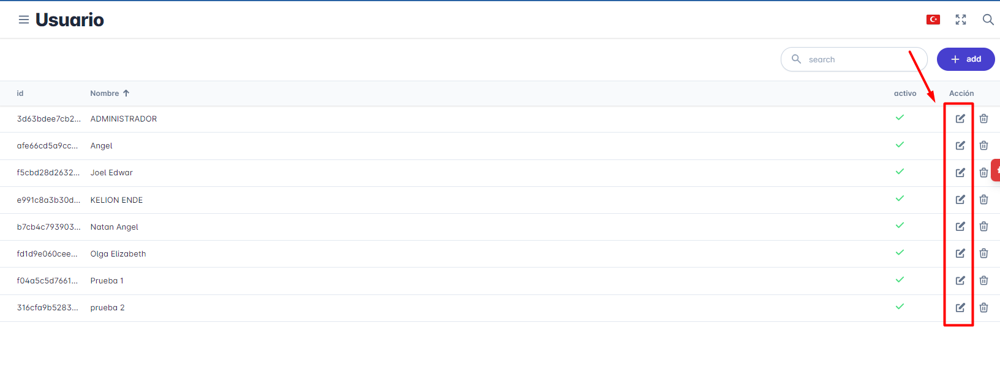 Usuario
search
add
id Nombre activo Acción
3d63bdee7cb2... ADMINISTRADOR
afe66cd5a9cc... Angel
f5cbd28d2632... Joel Edwar
e991c8a3b30d... KELION ENDE
b7cb4c793903... Natan Angel
fd1d9e060cee... Olga Elizabeth
f04a5c5d7661... Prueba 1
316cfa9b5283... prueba 2